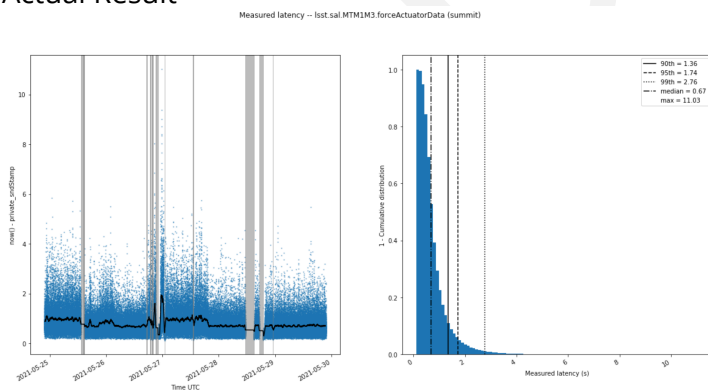 Actual Result
Measured latency -- lsst.sal.MTM1M3.forceActuatorData (summit)
now() - private_sndStamp
10
8
6
4
2
0
2021-05-25
2021-05-26
2021-05-27
2021-05-28
2021-05-29
2021-05-30
Time UTC
1 - Cumulative distribution
1.0
0.8
0.6
0.4
0.2
0.0
0
2
4
6
8
10
Measured latency (s)
90th = 1.36
95th = 1.74
99th = 2.76
median = 0.67
max = 11.03